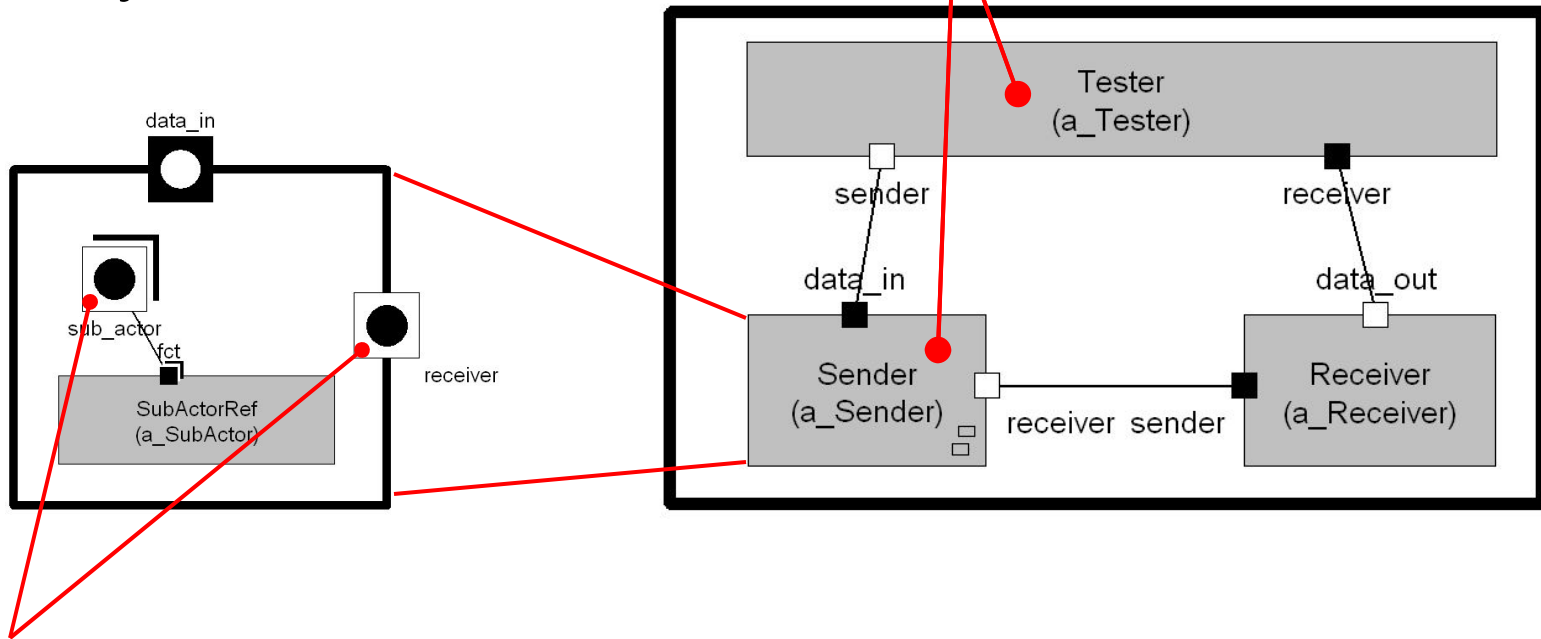 data_in
sub_actor
fct
SubActorRef
(a_SubActor)
receiver
Tester
(a_Tester)
sender
receiver
data_in
data_out
Sender
(a_Sender)
receiver
sender
Receiver
(a_Receiver)